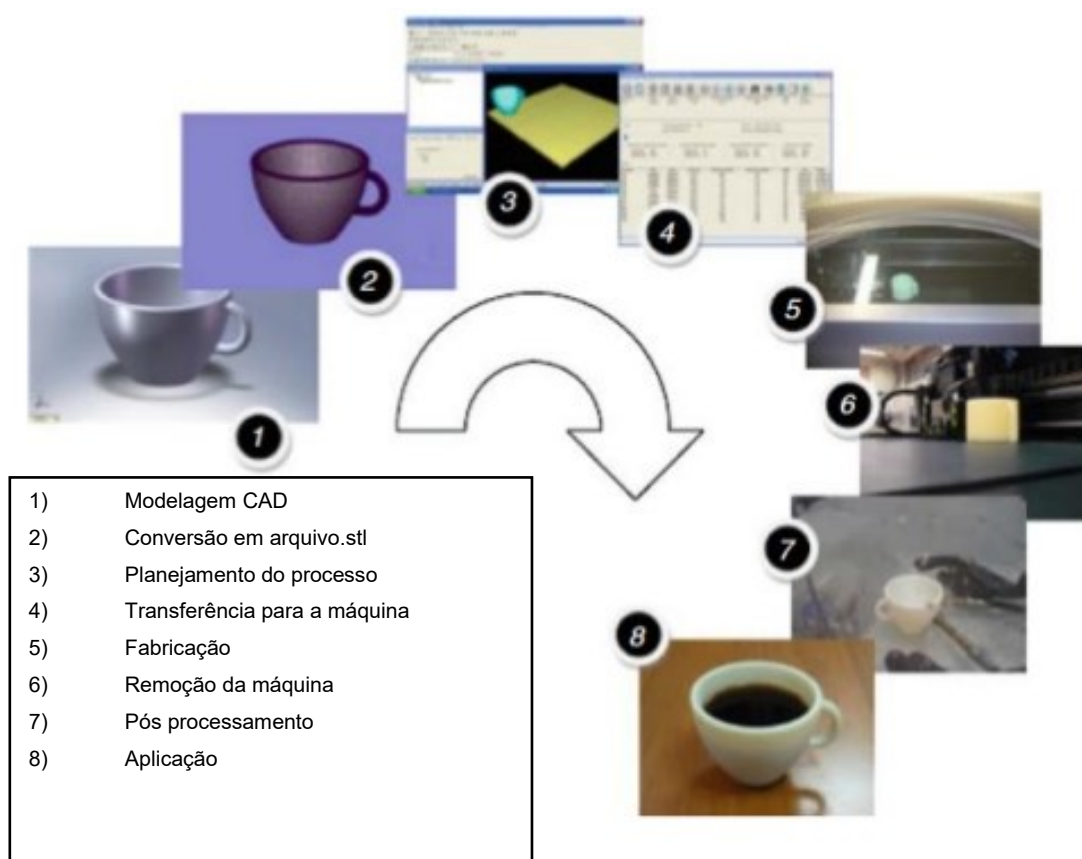 3
4
2
5
1
6
7
8
1) Modelagem CAD
2) Conversão em arquivo.stl
3) Planejamento do processo
4) Transferência para a máquina
5) Fabricação
6) Remoção da máquina
7) Pós processamento
8) Aplicação